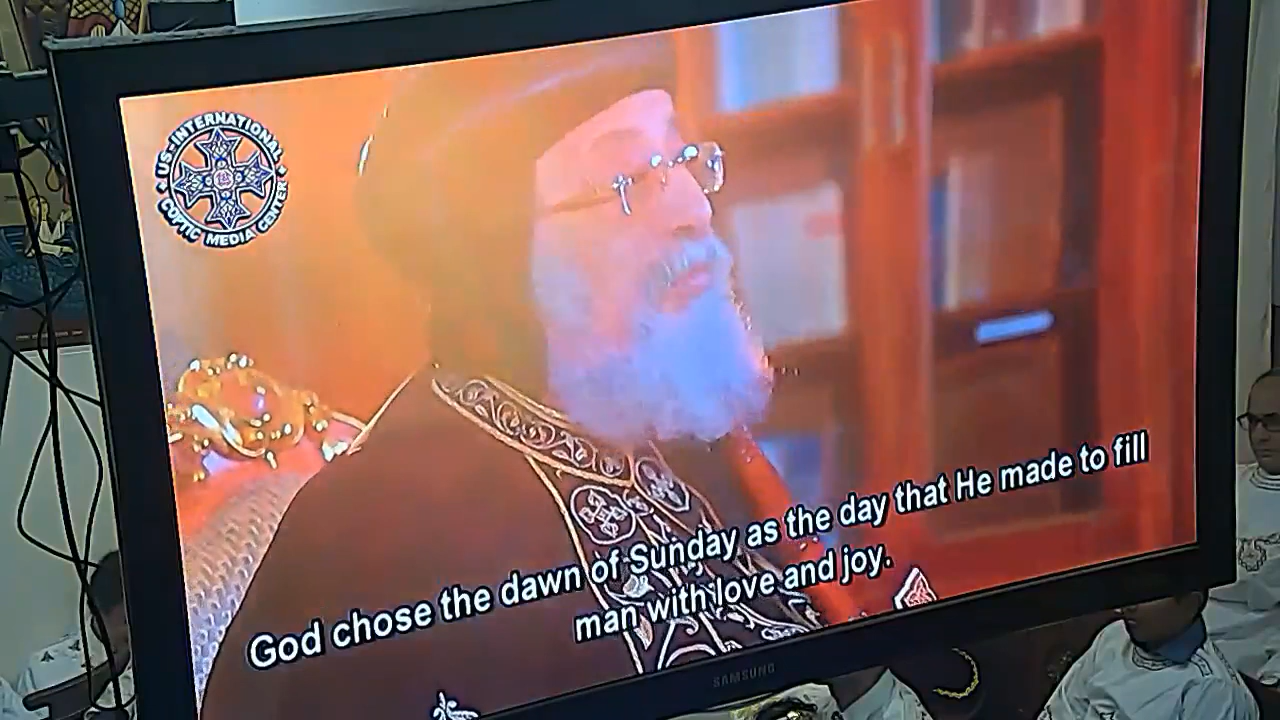 US-INTERNATIONAL
COPTIC MEDIA CENTER
God chose the dawn of Sunday as the day that He made to fill
man with love and joy.
SAMSUNG